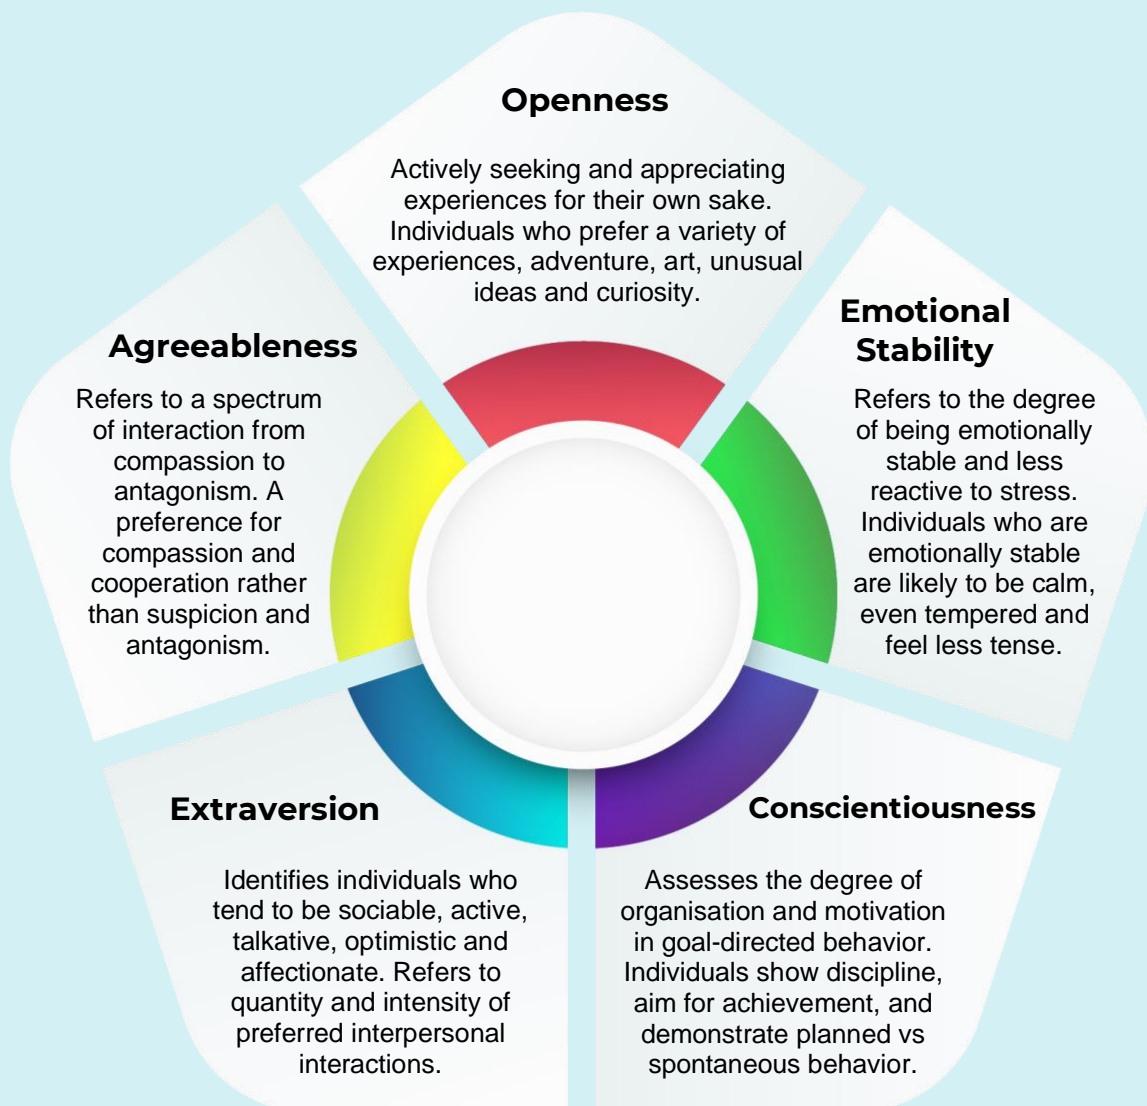 Openness
Actively seeking and appreciating
experiences for their own sake.
Individuals who prefer a variety of
experiences, adventure, art, unusual
ideas and curiosity.
Emotional
Stability
Refers to the degree
of being emotionally
stable and less
reactive to stress.
Individuals who are
emotionally stable
are likely to be calm,
even tempered and
feel less tense.
Agreeableness
Refers to a spectrum
of interaction from
compassion to
antagonism. A
preference for
compassion and
cooperation rather
than suspicion and
antagonism.
Extraversion
Identifies individuals who
tend to be sociable, active,
talkative, optimistic and
affectionate. Refers to
quantity and intensity of
preferred interpersonal
interactions.
Conscientiousness
Assesses the degree of
organisation and motivation
in goal-directed behavior.
Individuals show discipline,
aim for achievement, and
demonstrate planned vs
spontaneous behavior.